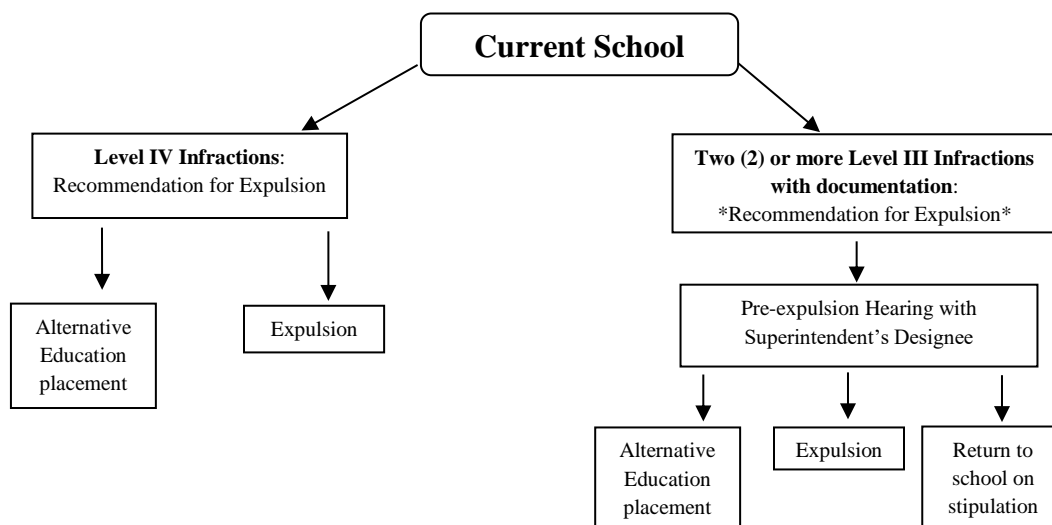 Current School
Level IV Infractions:
Recommendation for Expulsion
Alternative
Education
placement
Expulsion
Two (2) or more Level III Infractions
with documentation:
*Recommendation for Expulsion*
Pre-expulsion Hearing with
Superintendent’s Designee
Alternative
Education
placement
Expulsion
Return to
school on
stipulation